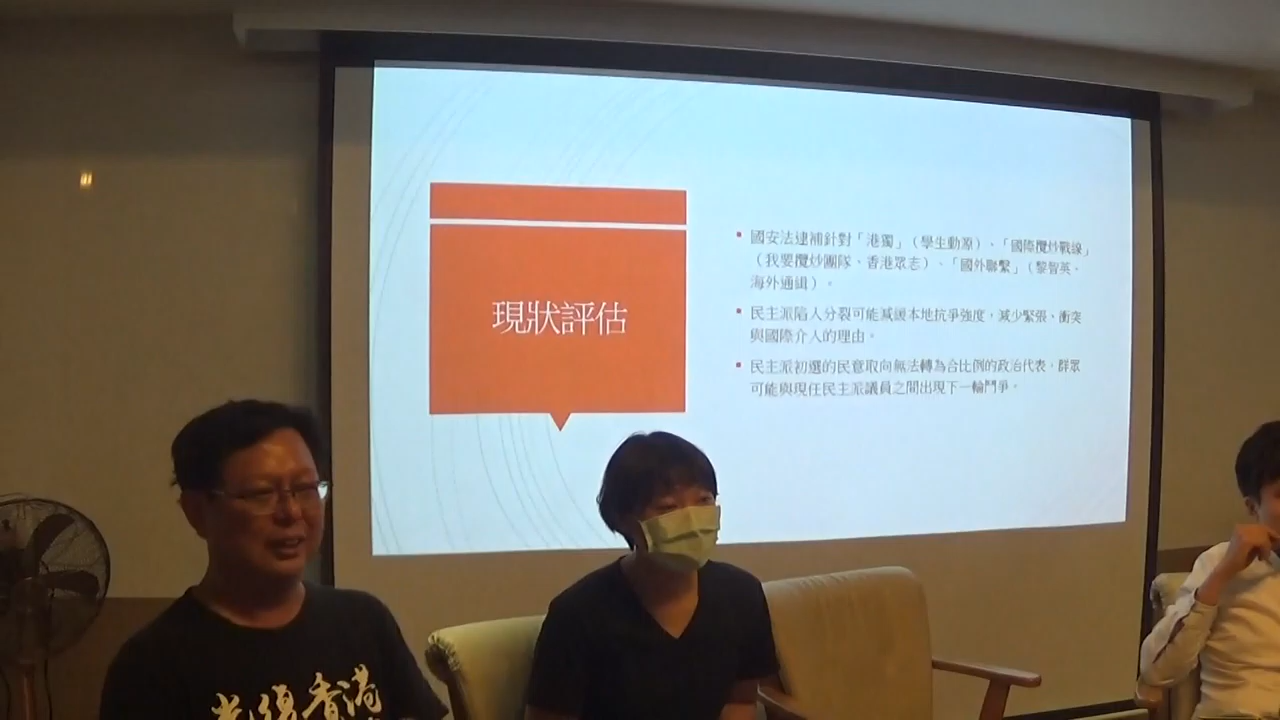 現狀評估
國安法逮補針對「港獨」（學生動源）、「國際攬炒戰線」
（我要攬炒團隊、香港眾志）、「國外聯繫」（黎智英、
海外通緝）。
民主派陷入分裂可能減緩本地抗爭強度，減少緊張、衝突
與國際介入的理由。
民主派初選的民意取向無法轉為合比例的政治代表，群眾
可能與現任民主派議員之間出現下一輪鬥爭。
光復香港